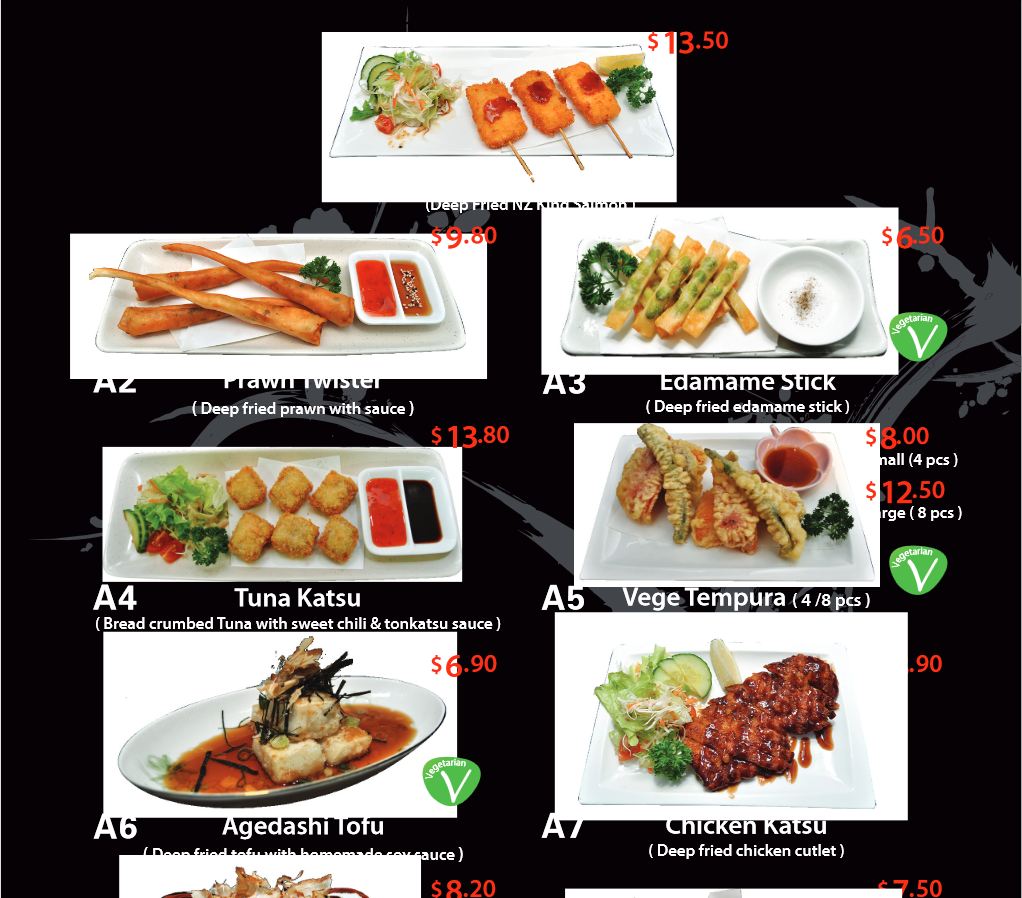 $13.50
(Deep Fried NZ King Salmon )
$9.80
$6.50
Vegetarian
V
A2 Prawn Twister
( Deep fried prawn with sauce )
A3 Edamame Stick
( Deep fried edamame stick )
$13.80
$8.00
mall (4 pcs )
$12.50
arge ( 8 pcs )
Vegetarian
V
A4 Tuna Katsu
( Bread crumbed Tuna with sweet chili & tonkatsu sauce )
A5 Vege Tempura ( 4 /8 pcs )
$6.90
.90
Vegetarian
V
A6 Agedashi Tofu
( Deep fried tofu with homemade soy sauce )
A7 Chicken Katsu
( Deep fried chicken cutlet )
$8.20
$7.50